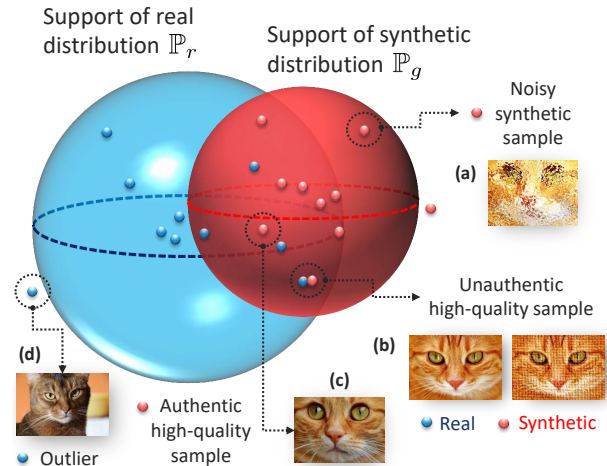 Support of real
distribution ℙr
Support of synthetic
distribution ℙg
Noisy
synthetic
sample
(a)
Unauthentic
high-quality sample
(b)
Real
Synthetic
(c)
Authentic
high-quality
sample
(d)
Outlier